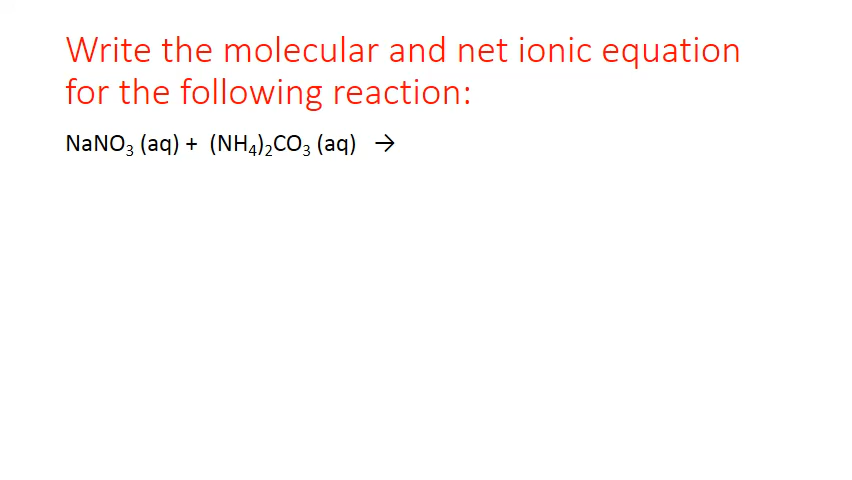 Write the molecular and net ionic equation
for the following reaction:
NaNO₃ (aq) + (NH₄)₂CO₃ (aq) →